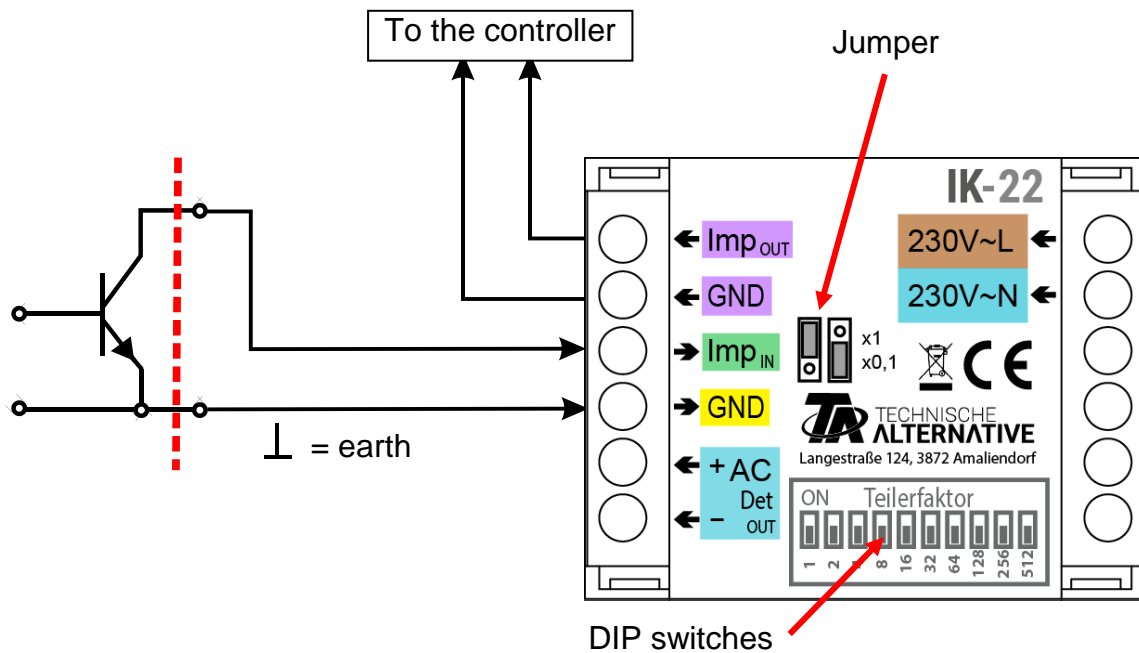 To the controller
Jumper
IK-22
Imp OUT
230V~L
GND
230V~N
Imp IN
x1
x0,1
CE
GND
TA TECHNISCHE
ALTERNATIVE
Langestraße 124, 3872 Amaliendorf
= earth
+ AC
Det
- OUT
ON Teilerfaktor
1 2 8 16 32 64 128 256 512
DIP switches